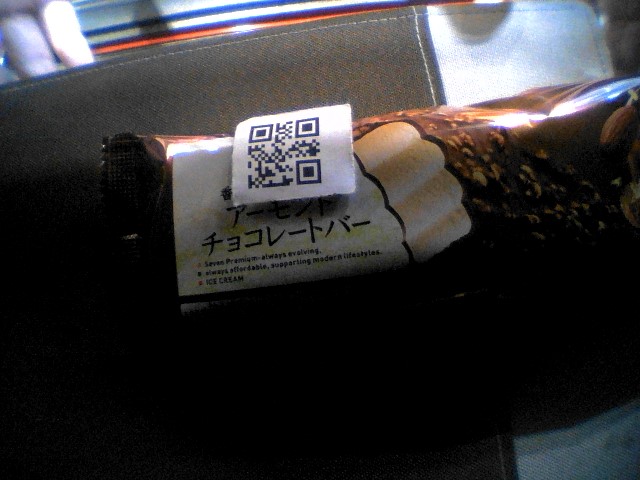 アーモンド
チョコレートバー
Seven Premium-always evolving,
always affordable, supporting modern lifestyles.
ICE CREAM